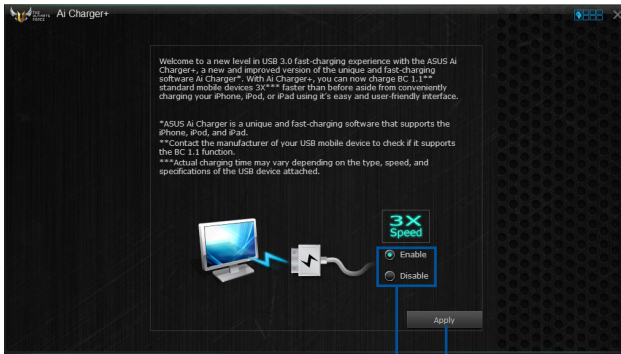 THE ULTIMATE FORCE
Ai Charger+
Welcome to a new level in USB 3.0 fast-charging experience with the ASUS Ai
Charger+, a new and improved version of the unique and fast-charging
software Ai Charger*. With Ai Charger+, you can now charge BC 1.1**
standard mobile devices 3X*** faster than before aside from conveniently
charging your iPhone, iPod, or iPad using it's easy and user-friendly interface.
*ASUS Ai Charger is a unique and fast-charging software that supports the
iPhone, iPod, and iPad.
**Contact the manufacturer of your USB mobile device to check if it supports
the BC 1.1 function.
***Actual charging time may vary depending on the type, speed, and
specifications of the USB device attached.
3X
Speed
Enable
Disable
Apply